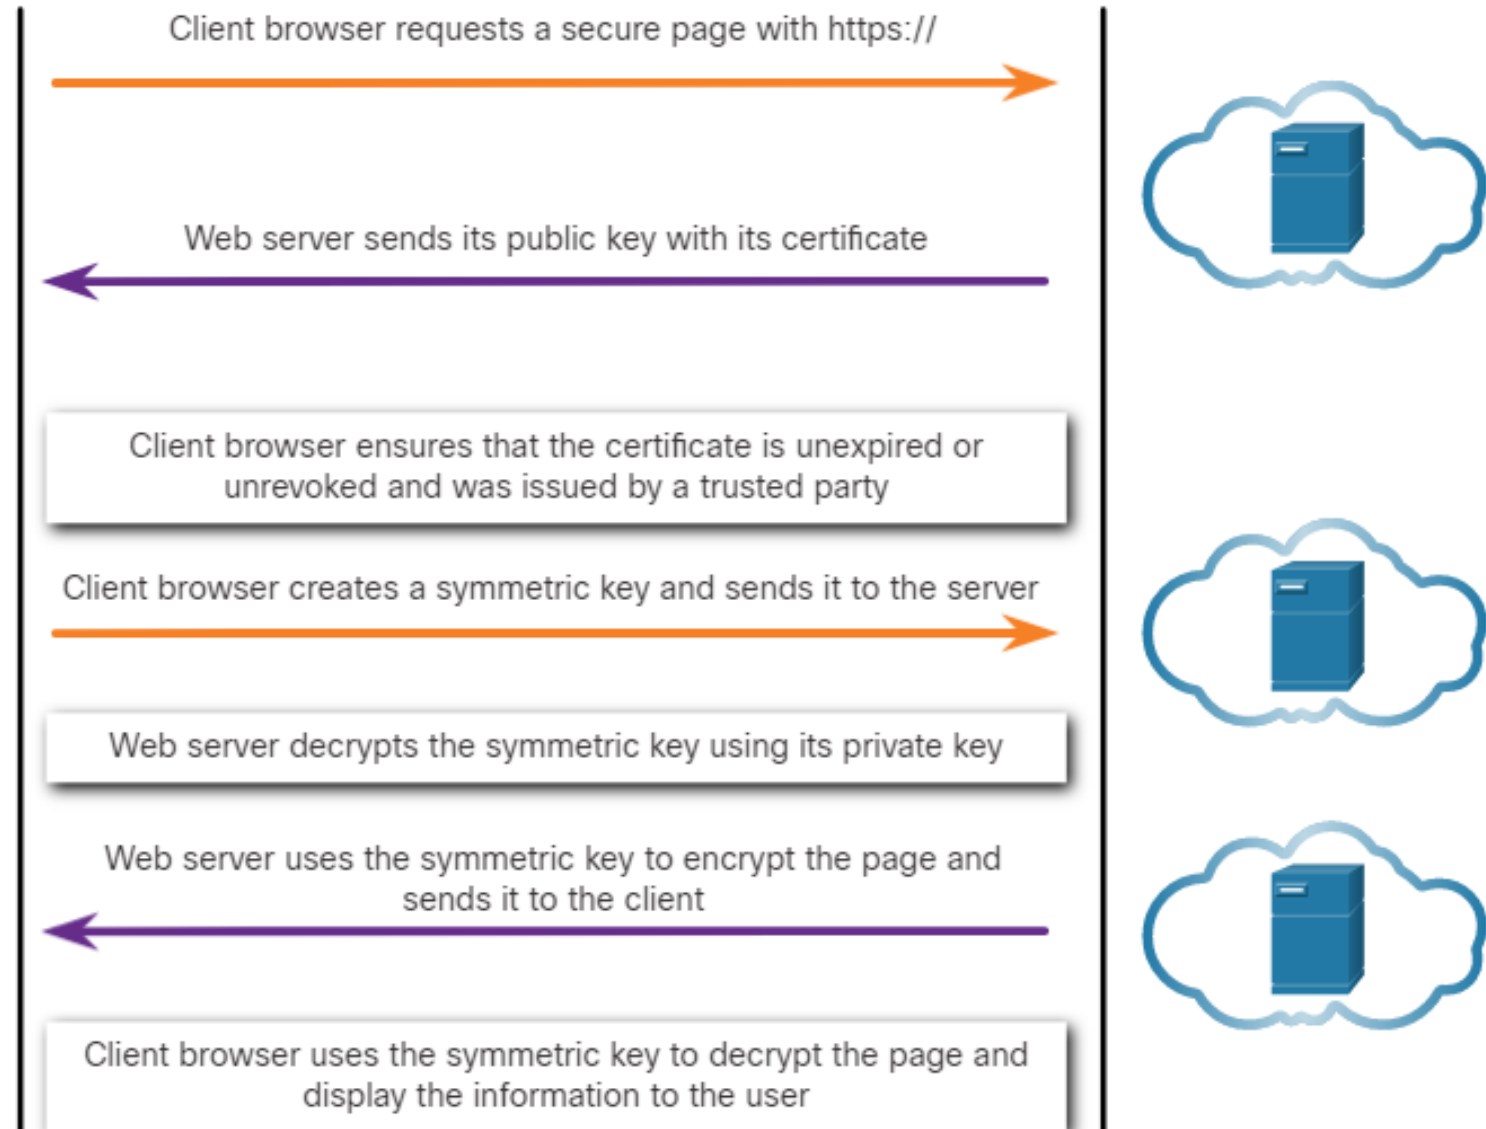 Client browser requests a secure page with https://
Web server sends its public key with its certificate
Client browser ensures that the certificate is unexpired or
unrevoked and was issued by a trusted party
Client browser creates a symmetric key and sends it to the server
Web server decrypts the symmetric key using its private key
Web server uses the symmetric key to encrypt the page and
sends it to the client
Client browser uses the symmetric key to decrypt the page and
display the information to the user